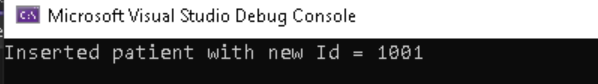 Microsoft Visual Studio Debug Console
Inserted patient with new Id = 1001